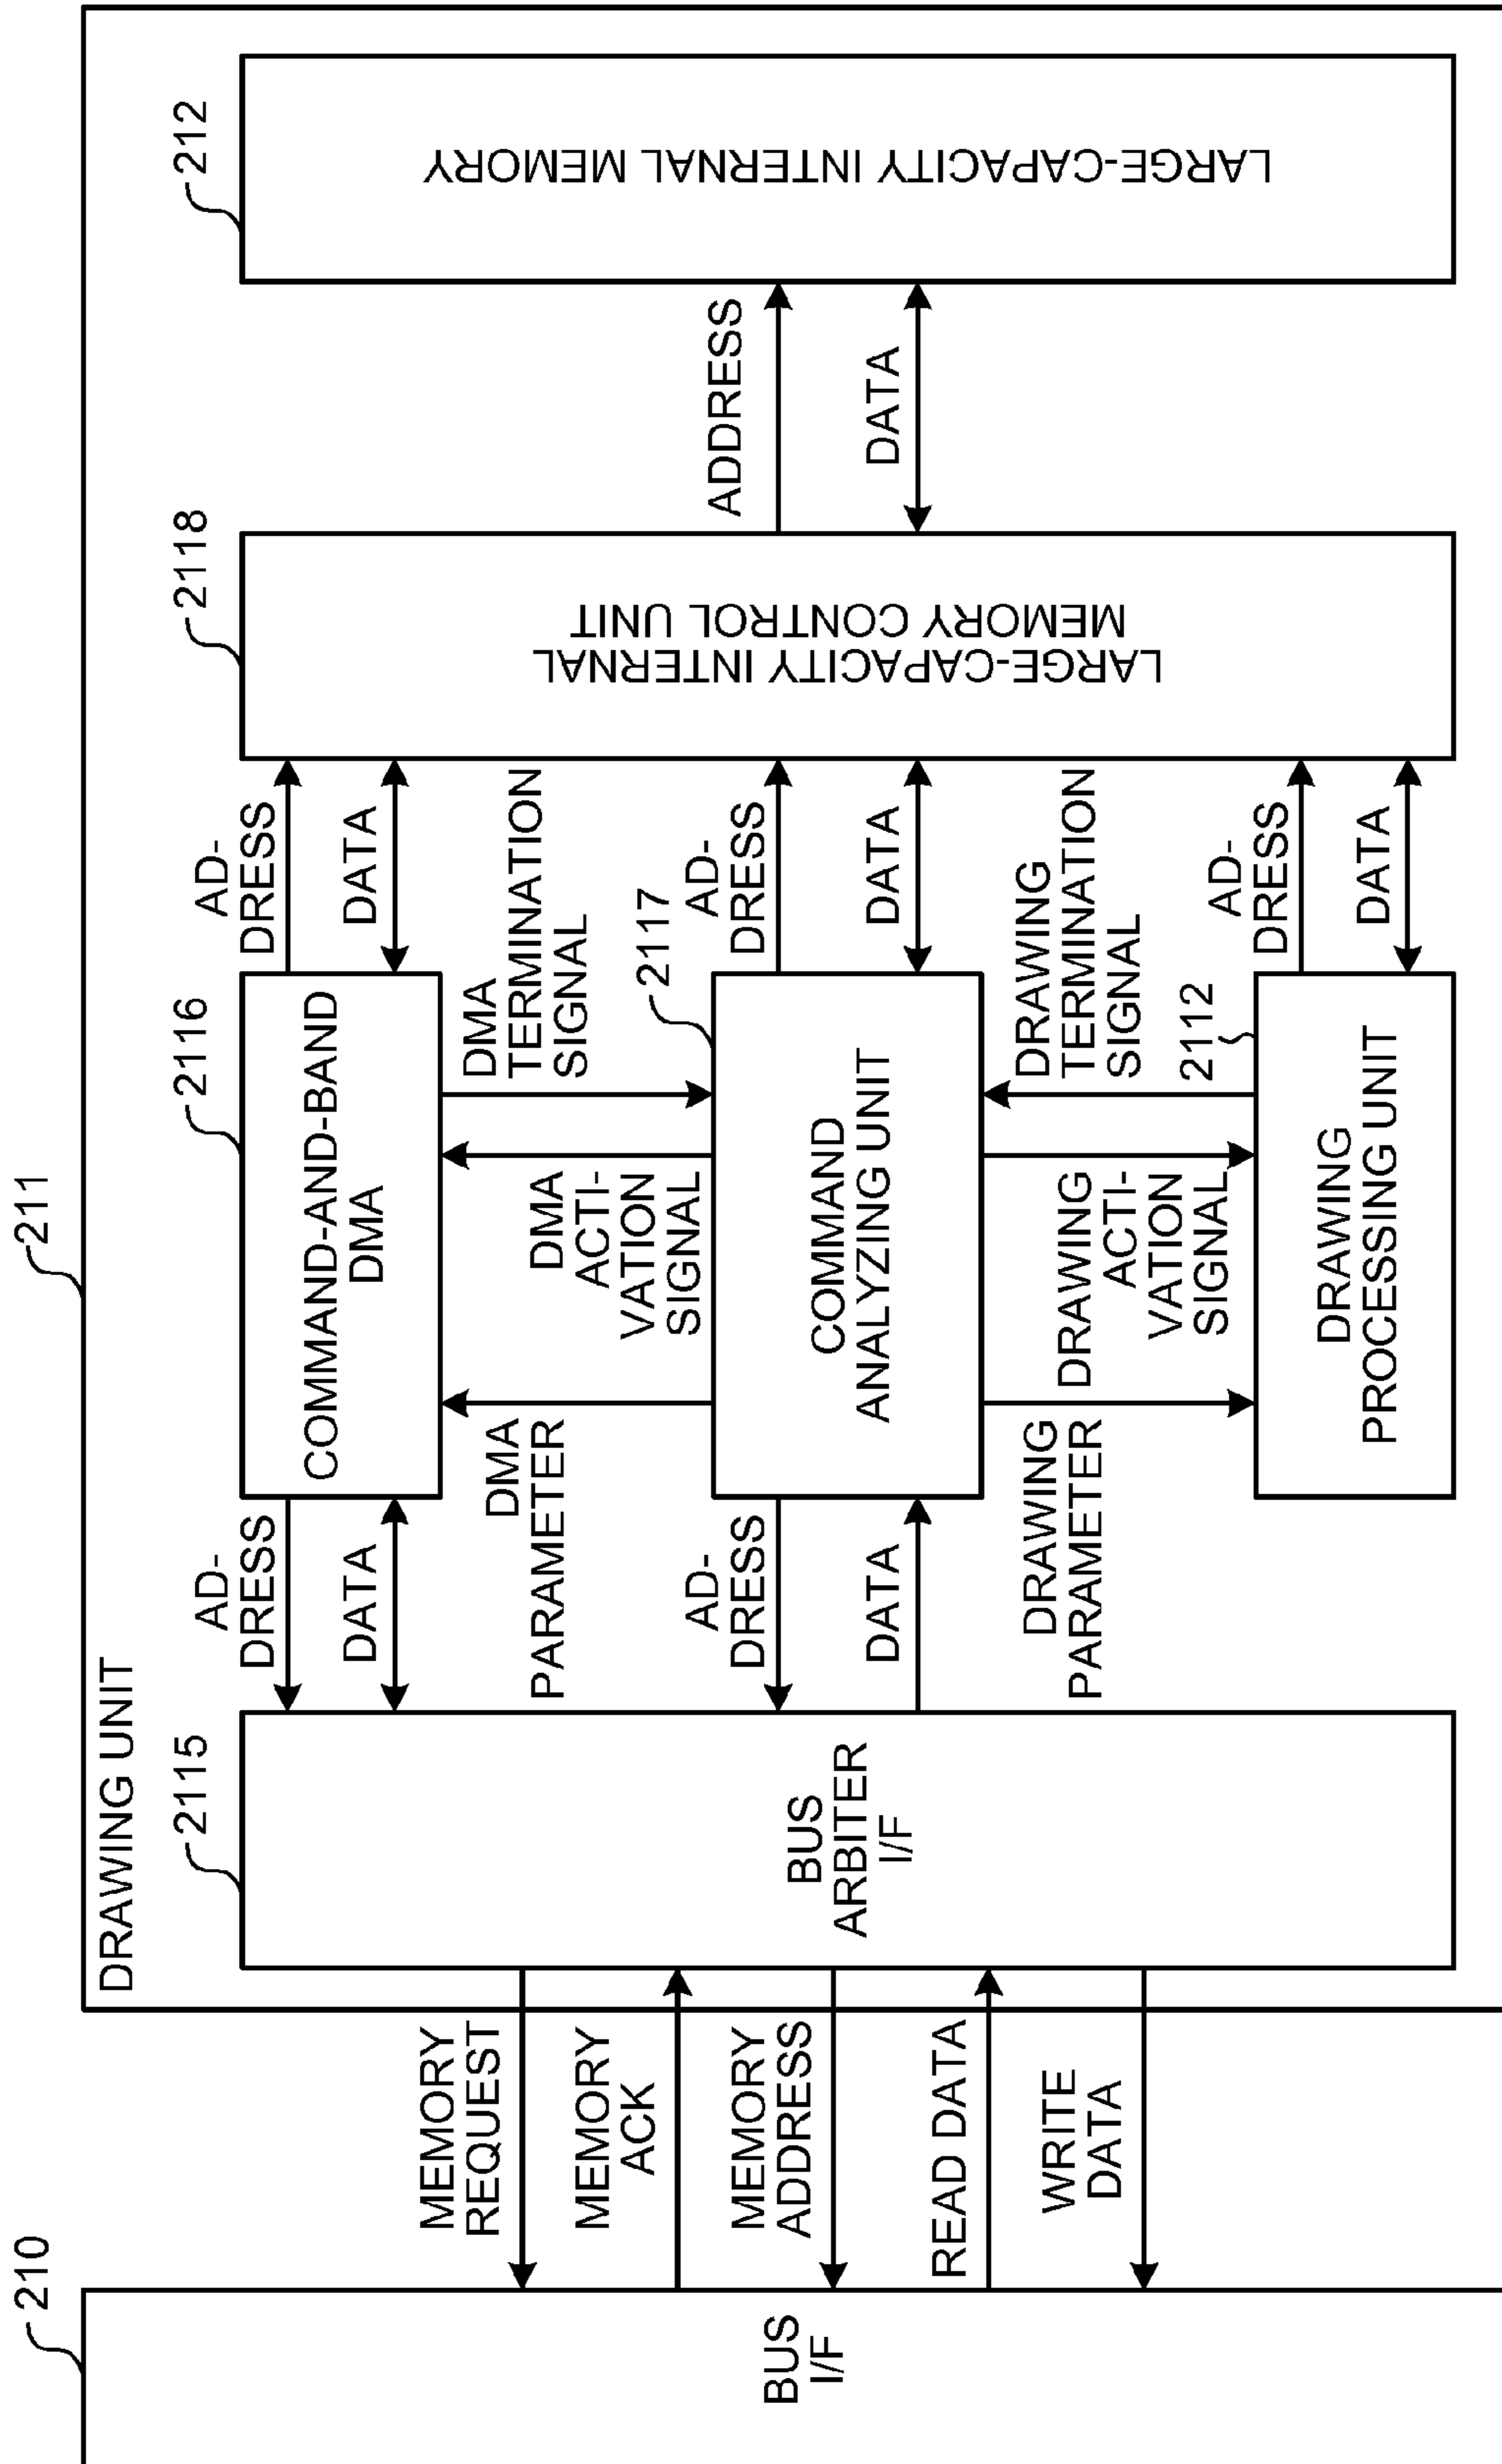 210
BUS
I/F
MEMORY
REQUEST
MEMORY
ACK
MEMORY
ADDRESS
READ DATA
WRITE
DATA
211
DRAWING UNIT
2115
BUS
ARBITER
I/F
AD-
DRESS
DATA
DMA
PARAMETER
AD-
DRESS
DATA
DRAWING
PARAMETER
2116
COMMAND-AND-BAND
DMA
DMA
ACTI-
VATION
SIGNAL
DMA
TERMINATION
SIGNAL
2117
COMMAND
ANALYZING UNIT
DRAWING
ACTI-
VATION
SIGNAL
DRAWING
TERMINATION
SIGNAL
2112
DRAWING
PROCESSING UNIT
AD-
DRESS
DATA
AD-
DRESS
DATA
AD-
DRESS
DATA
2118
LARGE-CAPACITY INTERNAL
MEMORY CONTROL UNIT
ADDRESS
DATA
212
LARGE-CAPACITY INTERNAL MEMORY